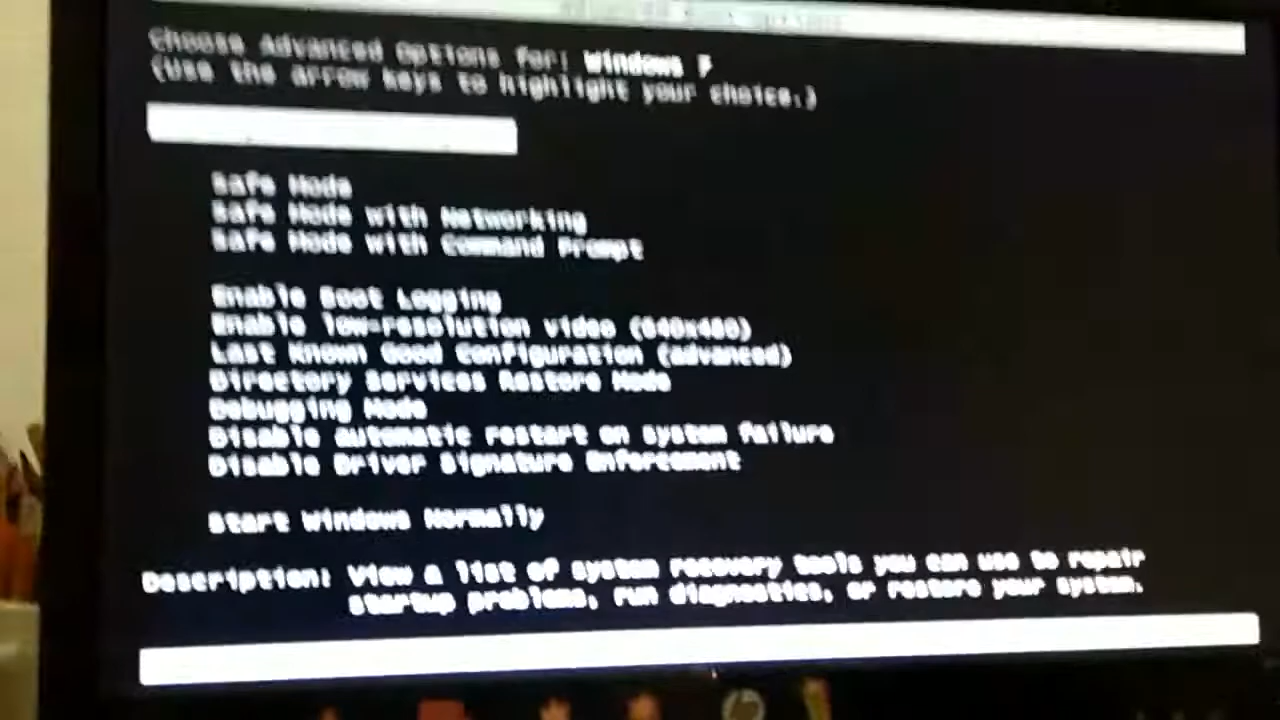 Choose Advanced Options for: Windows 7
(Use the arrow keys to highlight your choice.)
Safe Mode
Safe Mode with Networking
Safe Mode with Command Prompt
Enable Boot Logging
Enable low-resolution video (640x480)
Last Known Good Configuration (advanced)
Directory Services Restore Mode
Debugging Mode
Disable automatic restart on system failure
Disable Driver Signature Enforcement
Start Windows Normally
Description: View a list of system recovery tools you can use to repair
startup problems, run diagnostics, or restore your system.
hp